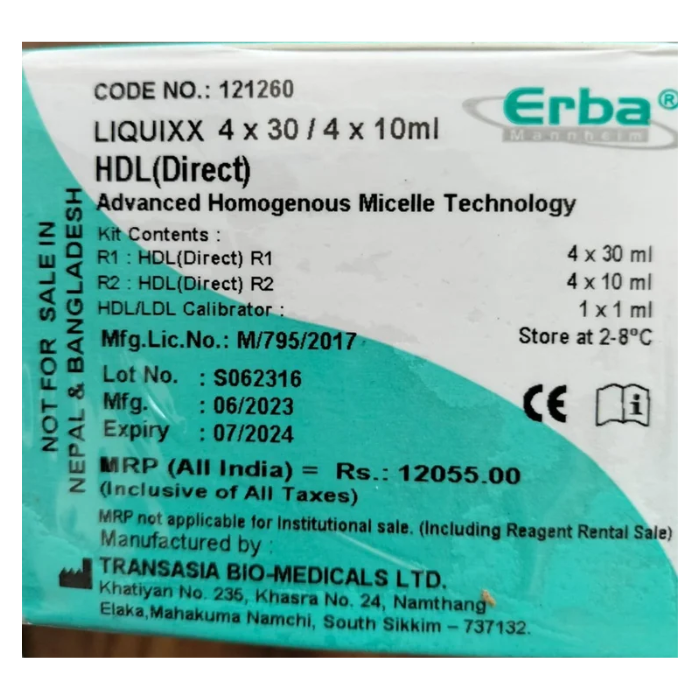 CODE NO.: 121260
Erba®
Mannheim
LIQUIXX 4 x 30 / 4 x 10ml
HDL(Direct)
Advanced Homogenous Micelle Technology
Kit Contents :
R1 : HDL(Direct) R1 4 x 30 ml
R2 : HDL(Direct) R2 4 x 10 ml
HDL/LDL Calibrator : 1 x 1 ml
Mfg.Lic.No.: M/795/2017 Store at 2-8ºC
Lot No. : S062316
Mfg. : 06/2023
Expiry : 07/2024
CE
i
MRP (All India) = Rs.: 12055.00
(Inclusive of All Taxes)
MRP not applicable for Institutional sale. (Including Reagent Rental Sale)
Manufactured by :
TRANSASIA BIO-MEDICALS LTD.
Khatiyan No. 235, Khasra No. 24, Namthang
Elaka,Mahakuma Namchi, South Sikkim – 737132.
NOT FOR SALE IN
NEPAL & BANGLADESH